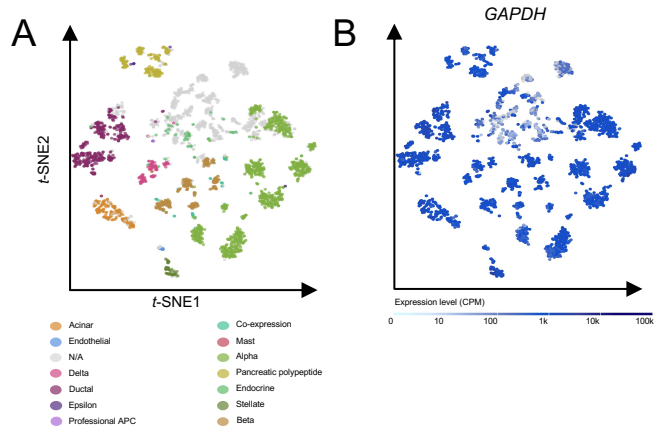 A
B
GAPDH
t-SNE2
t-SNE1
Expression level (CPM)
0 10 100 1k 10k 100k
Acinar
Endothelial
N/A
Delta
Ductal
Epsilon
Professional APC
Co-expression
Mast
Alpha
Pancreatic polypeptide
Endocrine
Stellate
Beta